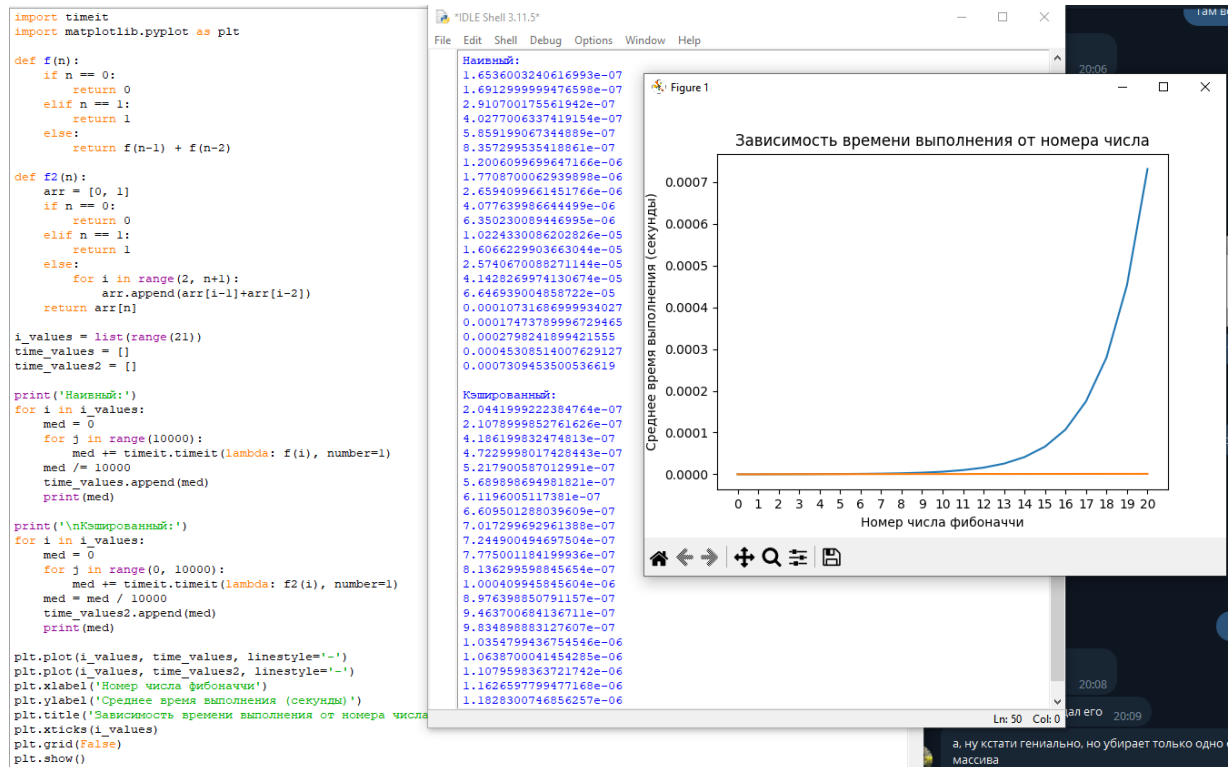 import timeit
import matplotlib.pyplot as plt

def f(n):
    if n == 0:
        return 0
    elif n == 1:
        return 1
    else:
        return f(n-1) + f(n-2)

def f2(n):
    arr = [0, 1]
    if n == 0:
        return 0
    elif n == 1:
        return 1
    else:
        for i in range(2, n+1):
            arr.append(arr[i-1]+arr[i-2])
    return arr[n]

i_values = list(range(21))
time_values = []
time_values2 = []

print('Наивный:')
for i in i_values:
    med = 0
    for j in range(10000):
        med += timeit.timeit(lambda: f(i), number=1)
    med /= 10000
    time_values.append(med)
    print(med)

print('\nКэшированный:')
for i in i_values:
    med = 0
    for j in range(0, 10000):
        med += timeit.timeit(lambda: f2(i), number=1)
    med = med / 10000
    time_values2.append(med)
    print(med)

plt.plot(i_values, time_values, linestyle='-')
plt.plot(i_values, time_values2, linestyle='-')
plt.xlabel('Номер числа фибоначчи')
plt.ylabel('Среднее время выполнения (секунды)')
plt.title('Зависимость времени выполнения от номера числа
plt.xticks(i_values)
plt.grid(False)
plt.show()
*IDLE Shell 3.11.5*
File Edit Shell Debug Options Window Help
Наивный:
1.6536003240616993e-07
1.6912999999476598e-07
2.910700175561942e-07
4.0277006337419154e-07
5.859199067344889e-07
8.357299535418861e-07
1.2006099699647166e-06
1.7708700062939898e-06
2.6594099661451766e-06
4.077639986644499e-06
6.350230089446995e-06
1.0224330086202826e-05
1.6066229903663044e-05
2.5740670088271144e-05
4.1428269974130674e-05
6.646939004858722e-05
0.00010731686999934027
0.00017473789996729465
0.0002798241899421555
0.00045308514007629127
0.0007309453500536619

Кэшированный:
2.0441999222384764e-07
2.1078999852761626e-07
4.186199832474813e-07
4.7229998017428443e-07
5.217900587012991e-07
5.689898694981821e-07
6.1196005117381e-07
6.609501288039609e-07
7.017299692961388e-07
7.244900494697504e-07
7.775001184199936e-07
8.136299598845654e-07
1.000409945845604e-06
8.976398850791157e-07
9.463700684136711e-07
9.834898883127607e-07
1.0354799436754546e-06
1.0638700041454285e-06
1.1079598363721742e-06
1.1626597799477168e-06
1.1828300746856257e-06
Ln: 50 Col: 0
Figure 1
Зависимость времени выполнения от номера числа
Среднее время выполнения (секунды)
0.0007
0.0006
0.0005
0.0004
0.0003
0.0002
0.0001
0.0000
0 1 2 3 4 5 6 7 8 9 10 11 12 13 14 15 16 17 18 19 20
Номер числа фибоначчи
20:06
20:08
его 20:09
а, ну кстати гениально, но убирает только одно
массива